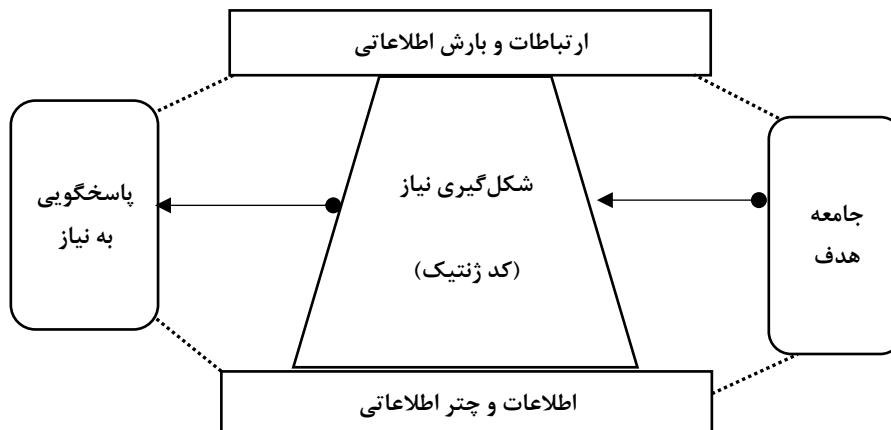 ارتباطات و بارش اطلاعاتی
جامعه
هدف
شکل‌گیری نیاز
(کد ژنتیک)
پاسخگویی
به نیاز
اطلاعات و چتر اطلاعاتی